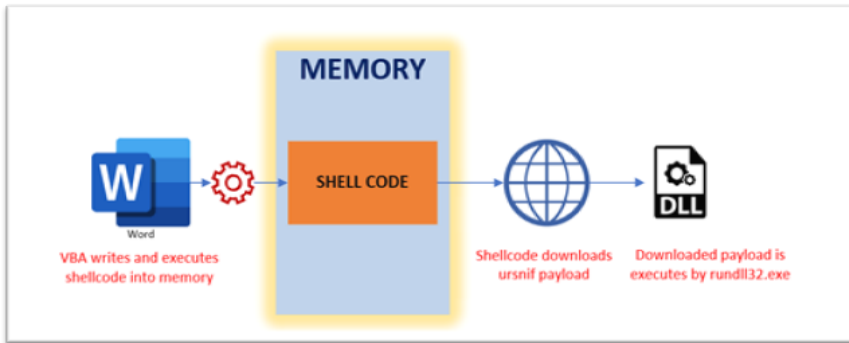 MEMORY
W
SHELL CODE
DLL
Word
VBA writes and executes
shellcode into memory
Shellcode downloads
ursnif payload
Downloaded payload is
executes by rundll32.exe